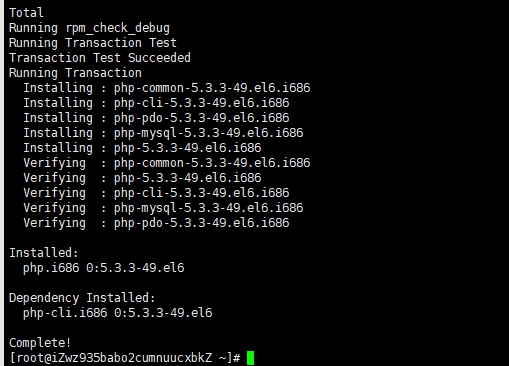 Total
Running rpm_check_debug
Running Transaction Test
Transaction Test Succeeded
Running Transaction
  Installing : php-common-5.3.3-49.el6.i686
  Installing : php-cli-5.3.3-49.el6.i686
  Installing : php-pdo-5.3.3-49.el6.i686
  Installing : php-mysql-5.3.3-49.el6.i686
  Installing : php-5.3.3-49.el6.i686
  Verifying  : php-common-5.3.3-49.el6.i686
  Verifying  : php-5.3.3-49.el6.i686
  Verifying  : php-cli-5.3.3-49.el6.i686
  Verifying  : php-mysql-5.3.3-49.el6.i686
  Verifying  : php-pdo-5.3.3-49.el6.i686

Installed:
  php.i686 0:5.3.3-49.el6

Dependency Installed:
  php-cli.i686 0:5.3.3-49.el6

Complete!
[root@iZwz935babo2cumnuucxbkZ ~]#